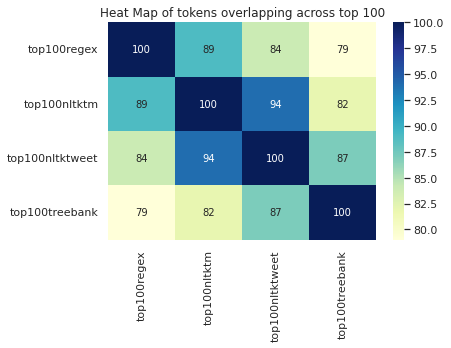 Heat Map of tokens overlapping across top 100
top100regex 100 89 84 79
top100nltktm 89 100 94 82
top100nltktweet 84 94 100 87
top100treebank 79 82 87 100
top100regex
top100nltktm
top100nltktweet
top100treebank
100.0
97.5
95.0
92.5
90.0
87.5
85.0
82.5
80.0